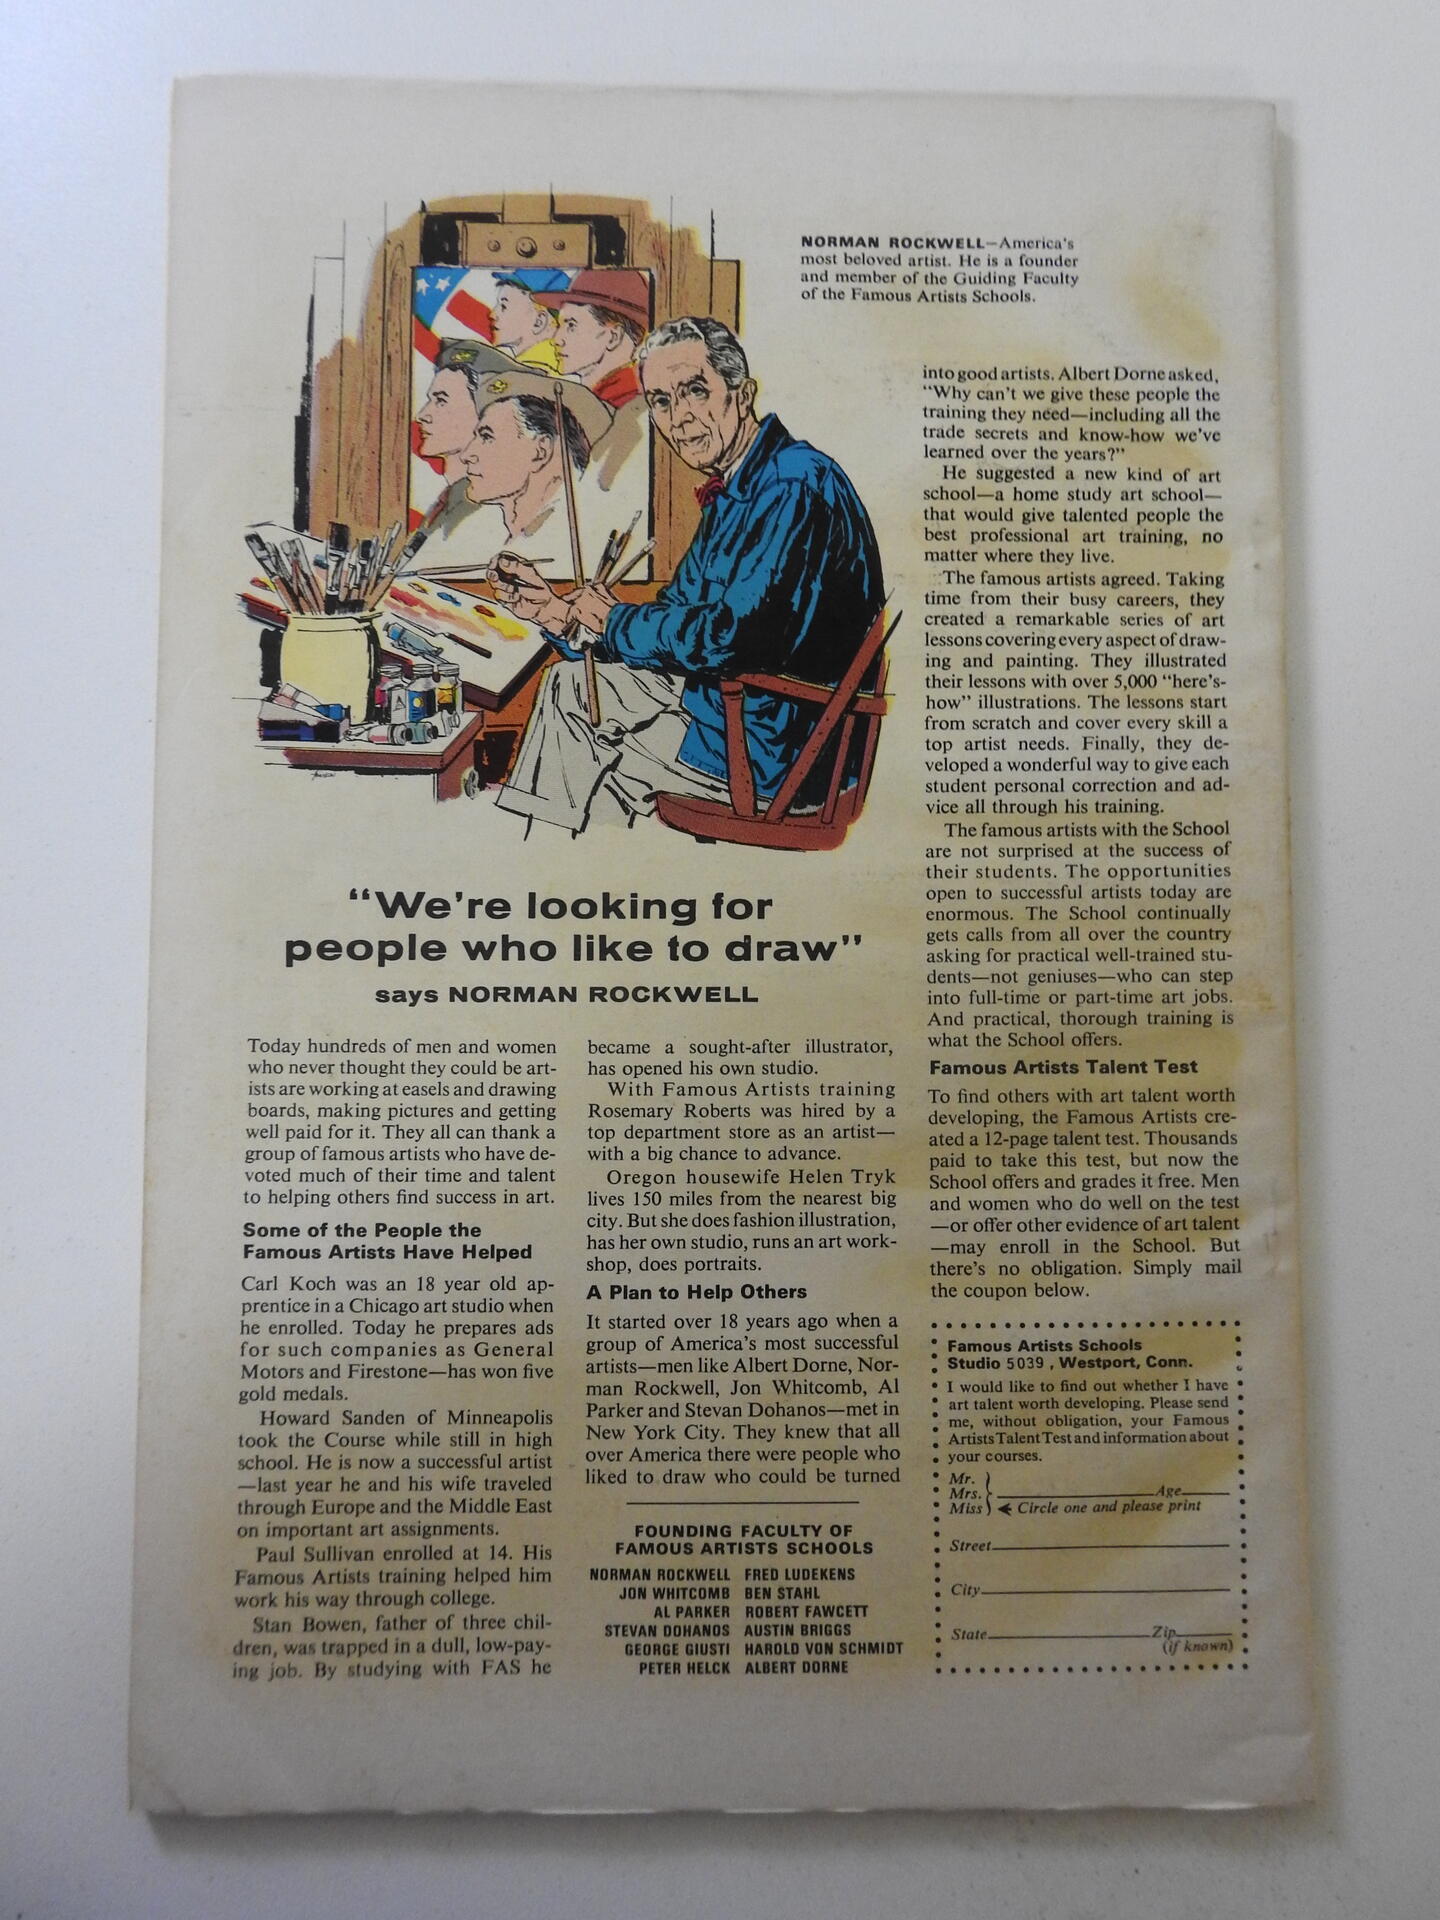 NORMAN ROCKWELL—America's
most beloved artist. He is a founder
and member of the Guiding Faculty
of the Famous Artists Schools.
"We're looking for
people who like to draw"
says NORMAN ROCKWELL
Today hundreds of men and women
who never thought they could be art-
ists are working at easels and drawing
boards, making pictures and getting
well paid for it. They all can thank a
group of famous artists who have de-
voted much of their time and talent
to helping others find success in art.
Some of the People the
Famous Artists Have Helped
Carl Koch was an 18 year old ap-
prentice in a Chicago art studio when
he enrolled. Today he prepares ads
for such companies as General
Motors and Firestone—has won five
gold medals.
Howard Sanden of Minneapolis
took the Course while still in high
school. He is now a successful artist
—last year he and his wife traveled
through Europe and the Middle East
on important art assignments.
Paul Sullivan enrolled at 14. His
Famous Artists training helped him
work his way through college.
Stan Bowen, father of three chil-
dren, was trapped in a dull, low-pay-
ing job. By studying with FAS he
became a sought-after illustrator,
has opened his own studio.
With Famous Artists training
Rosemary Roberts was hired by a
top department store as an artist—
with a big chance to advance.
Oregon housewife Helen Tryk
lives 150 miles from the nearest big
city. But she does fashion illustration,
has her own studio, runs an art work-
shop, does portraits.
A Plan to Help Others
It started over 18 years ago when a
group of America's most successful
artists—men like Albert Dorne, Nor-
man Rockwell, Jon Whitcomb, Al
Parker and Stevan Dohanos—met in
New York City. They knew that all
over America there were people who
liked to draw who could be turned
into good artists. Albert Dorne asked,
"Why can't we give these people the
training they need—including all the
trade secrets and know-how we've
learned over the years?"
He suggested a new kind of art
school—a home study art school—
that would give talented people the
best professional art training, no
matter where they live.
The famous artists agreed. Taking
time from their busy careers, they
created a remarkable series of art
lessons covering every aspect of draw-
ing and painting. They illustrated
their lessons with over 5,000 "here's-
how" illustrations. The lessons start
from scratch and cover every skill a
top artist needs. Finally, they de-
veloped a wonderful way to give each
student personal correction and ad-
vice all through his training.
The famous artists with the School
are not surprised at the success of
their students. The opportunities
open to successful artists today are
enormous. The School continually
gets calls from all over the country
asking for practical well-trained stu-
dents—not geniuses—who can step
into full-time or part-time art jobs.
And practical, thorough training is
what the School offers.
Famous Artists Talent Test
To find others with art talent worth
developing, the Famous Artists cre-
ated a 12-page talent test. Thousands
paid to take this test, but now the
School offers and grades it free. Men
and women who do well on the test
—or offer other evidence of art talent
—may enroll in the School. But
there's no obligation. Simply mail
the coupon below.
FOUNDING FACULTY OF
FAMOUS ARTISTS SCHOOLS
NORMAN ROCKWELL FRED LUDEKENS
JON WHITCOMB BEN STAHL
AL PARKER ROBERT FAWCETT
STEVAN DOHANOS AUSTIN BRIGGS
GEORGE GIUSTI HAROLD VON SCHMIDT
PETER HELCK ALBERT DORNE
Famous Artists Schools
Studio 5039, Westport, Conn.
I would like to find out whether I have
art talent worth developing. Please send
me, without obligation, your Famous
Artists Talent Test and information about
your courses.
Mr.
Mrs. Age
Miss Circle one and please print
Street
City
State Zip
(if known)